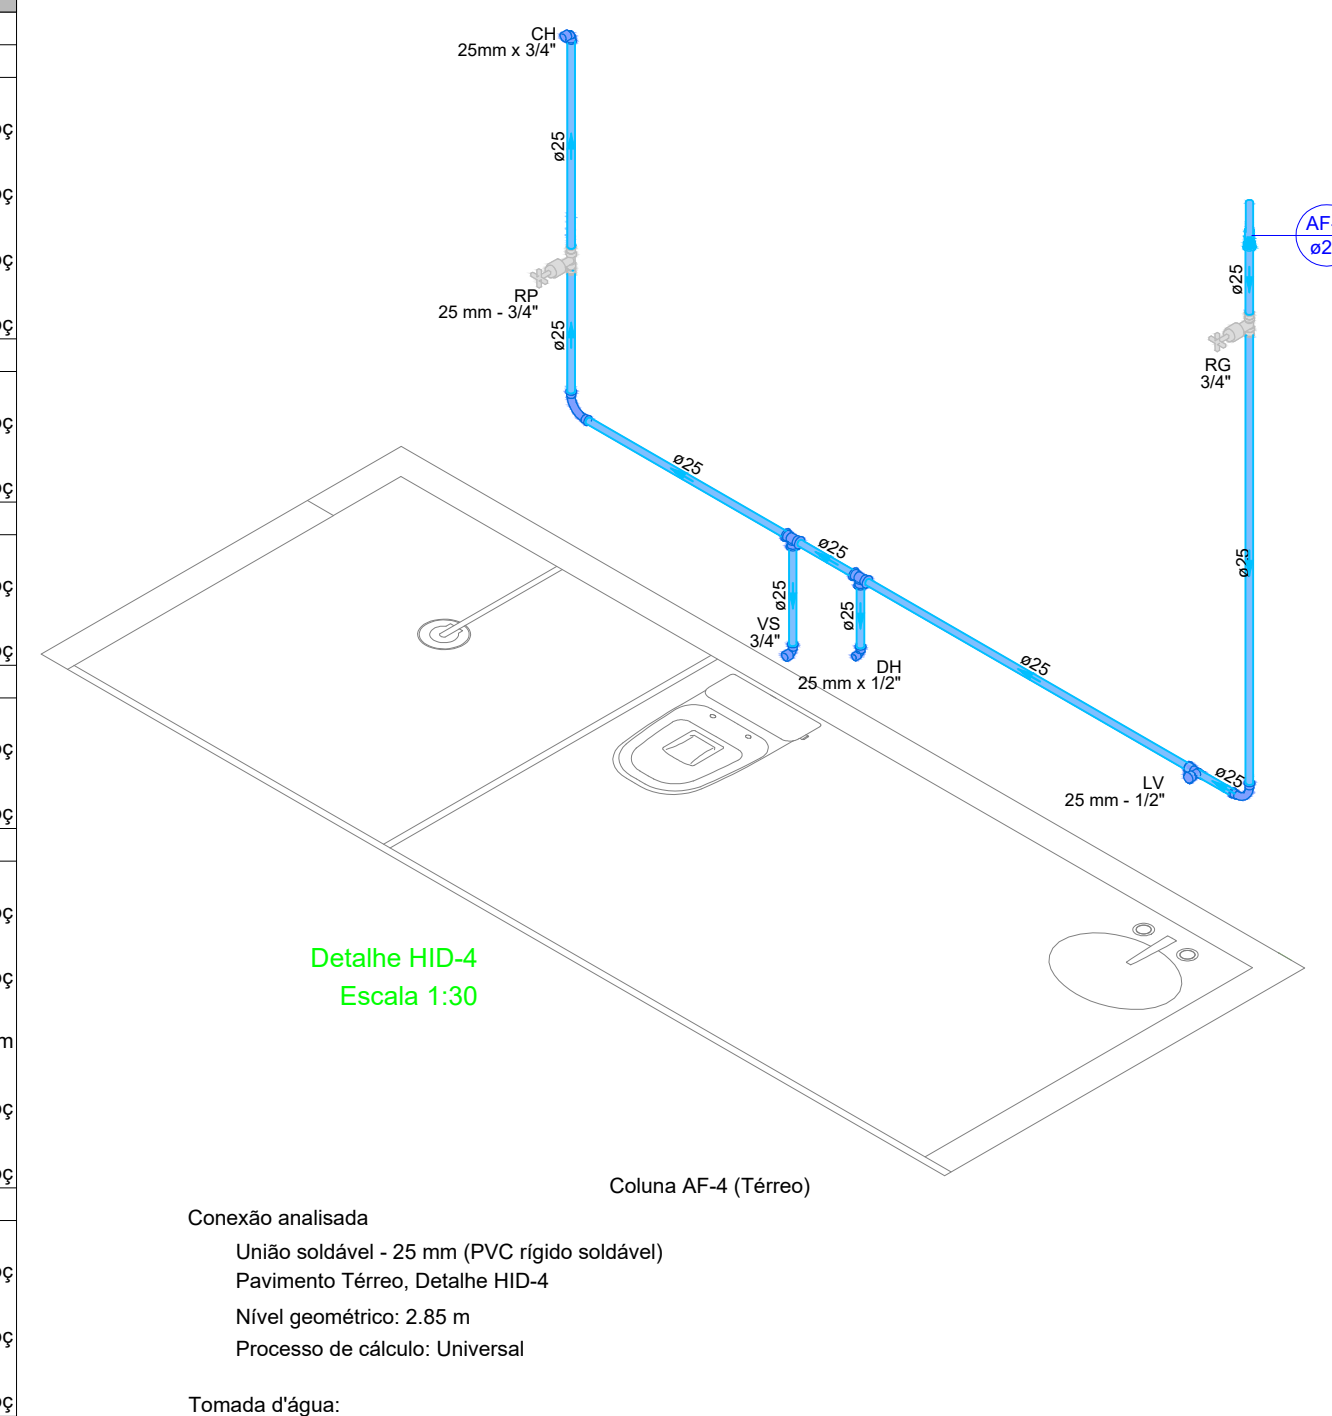 CH
25mm x 3/4"
ø25
RP
25 mm - 3/4"
ø25
AF-
ø2
ø25
RG
3/4"
ø25
ø25
ø25
ø25
VS
3/4"
ø25
DH
25 mm x 1/2"
ø25
LV
25 mm - 1/2"
ø25
Detalhe HID-4
Escala 1:30
Coluna AF-4 (Térreo)
Conexão analisada
União soldável - 25 mm (PVC rígido soldável)
Pavimento Térreo, Detalhe HID-4
Nível geométrico: 2.85 m
Processo de cálculo: Universal
Tomada d'água: